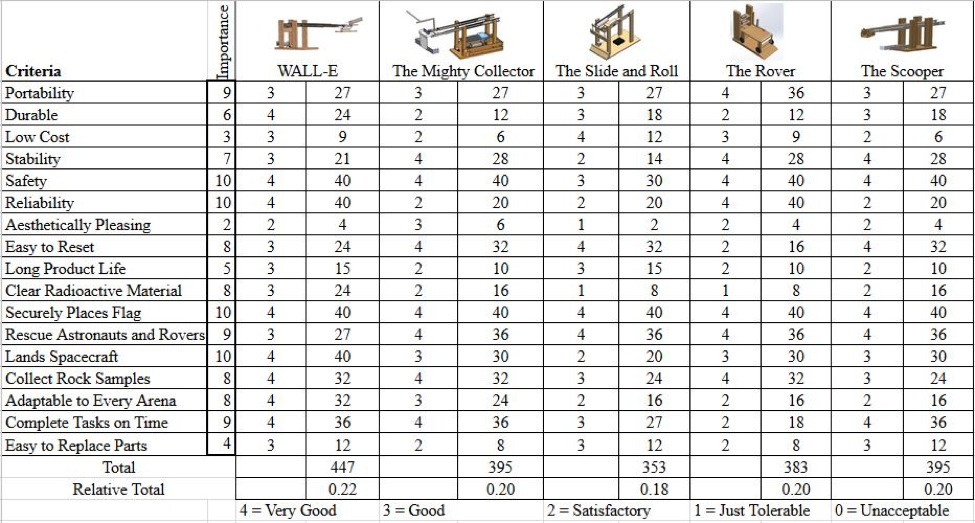 Criteria Importance WALL-E The Mighty Collector The Slide and Roll The Rover The Scooper
Portability 9 3 27 3 27 3 27 4 36 3 27
Durable 6 4 24 2 12 3 18 2 12 3 18
Low Cost 3 3 9 2 6 4 12 3 9 2 6
Stability 7 3 21 4 28 2 14 4 28 4 28
Safety 10 4 40 4 40 3 30 4 40 4 40
Reliability 10 4 40 2 20 2 20 4 40 2 20
Aesthetically Pleasing 2 2 4 3 6 1 2 2 4 2 4
Easy to Reset 8 3 24 4 32 4 32 2 16 4 32
Long Product Life 5 3 15 2 10 3 15 2 10 2 10
Clear Radioactive Material 8 3 24 2 16 1 8 1 8 2 16
Securely Places Flag 10 4 40 4 40 4 40 4 40 4 40
Rescue Astronauts and Rovers 9 3 27 4 36 4 36 4 36 4 36
Lands Spacecraft 10 4 40 3 30 2 20 3 30 3 30
Collect Rock Samples 8 4 32 4 32 3 24 4 32 3 24
Adaptable to Every Arena 8 4 32 3 24 2 16 2 16 2 16
Complete Tasks on Time 9 4 36 4 36 3 27 2 18 4 36
Easy to Replace Parts 4 3 12 2 8 3 12 2 8 3 12
Total 447 395 353 383 395
Relative Total 0.22 0.20 0.18 0.20 0.20
4 = Very Good 3 = Good 2 = Satisfactory 1 = Just Tolerable 0 = Unacceptable